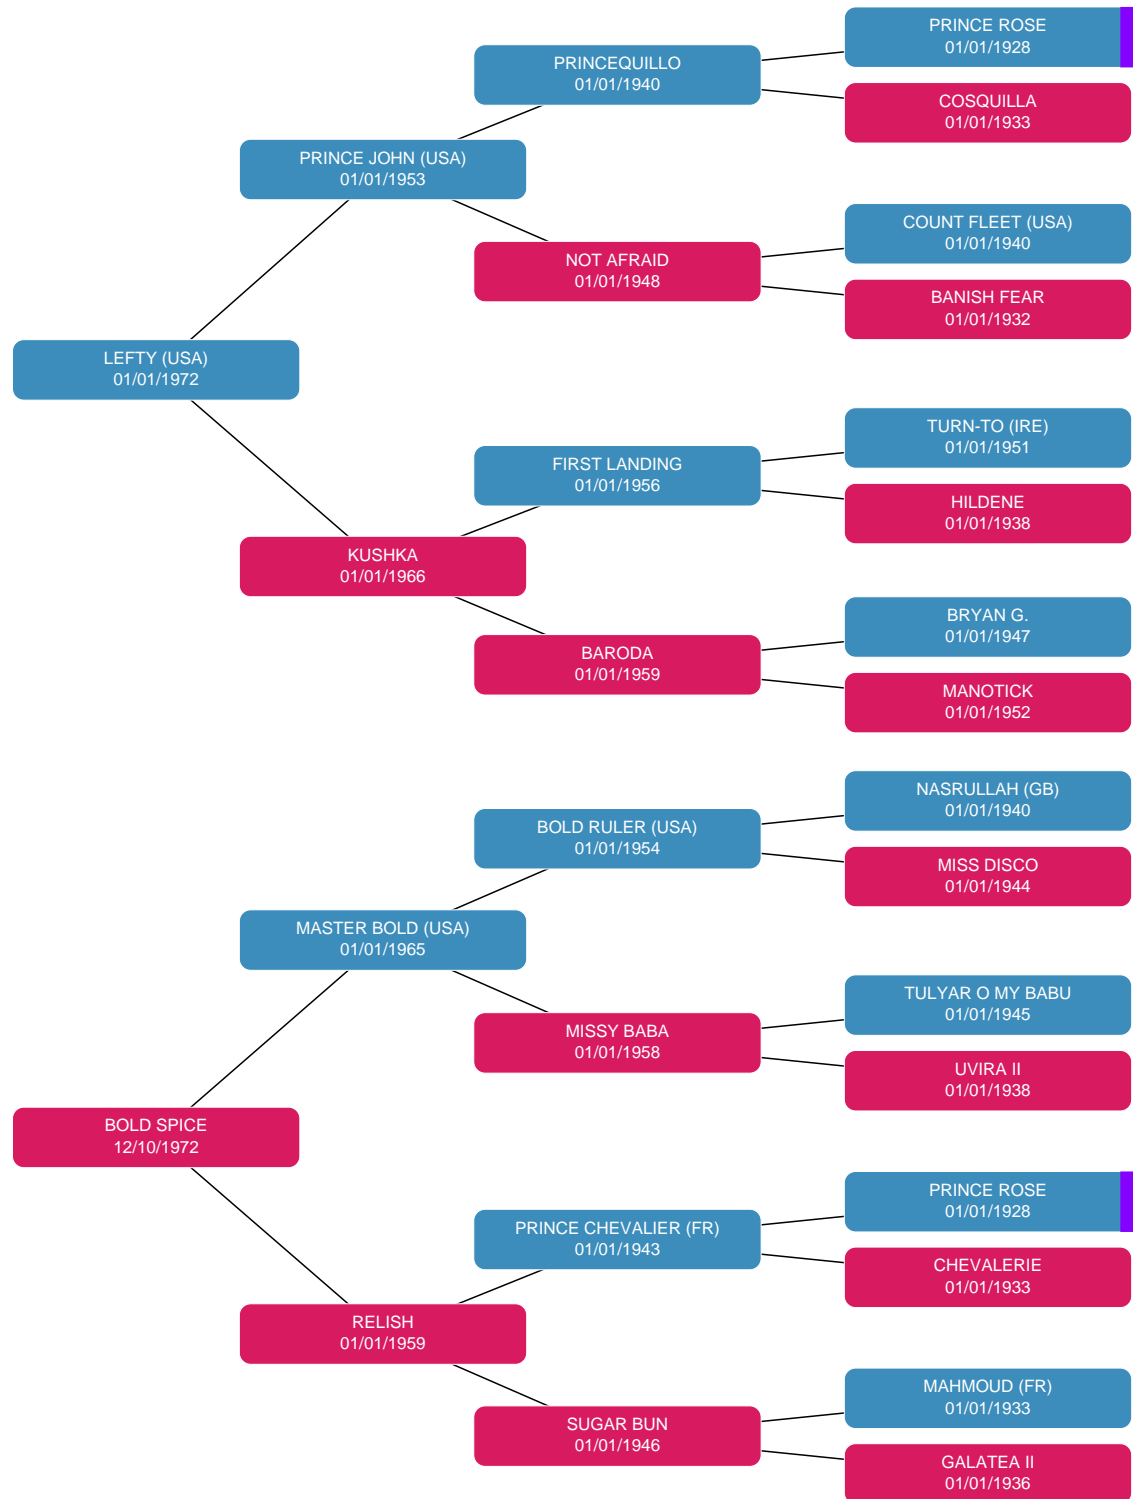 PRINCE ROSE
01/01/1928
PRINCEQUILLO
01/01/1940
COSQUILLA
01/01/1933
PRINCE JOHN (USA)
01/01/1953
COUNT FLEET (USA)
01/01/1940
NOT AFRAID
01/01/1948
BANISH FEAR
01/01/1932
LEFTY (USA)
01/01/1972
TURN-TO (IRE)
01/01/1951
FIRST LANDING
01/01/1956
HILDENE
01/01/1938
KUSHKA
01/01/1966
BRYAN G.
01/01/1947
BARODA
01/01/1959
MANOTICK
01/01/1952
NASRULLAH (GB)
01/01/1940
BOLD RULER (USA)
01/01/1954
MISS DISCO
01/01/1944
MASTER BOLD (USA)
01/01/1965
TULYAR O MY BABU
01/01/1945
MISSY BABA
01/01/1958
UVIRA II
01/01/1938
BOLD SPICE
12/10/1972
PRINCE ROSE
01/01/1928
PRINCE CHEVALIER (FR)
01/01/1943
CHEVALERIE
01/01/1933
RELISH
01/01/1959
MAHMOUD (FR)
01/01/1933
SUGAR BUN
01/01/1946
GALATEA II
01/01/1936